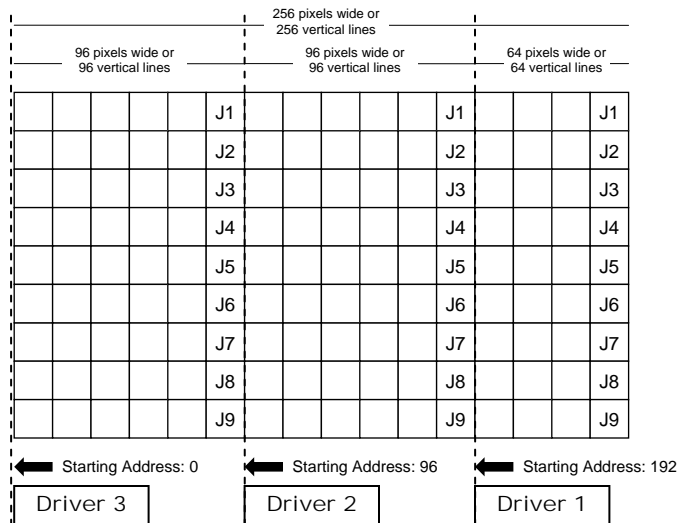 256 pixels wide or
256 vertical lines
96 pixels wide or
96 vertical lines
96 pixels wide or
96 vertical lines
64 pixels wide or
64 vertical lines
J1 J1 J1
J2 J2 J2
J3 J3 J3
J4 J4 J4
J5 J5 J5
J6 J6 J6
J7 J7 J7
J8 J8 J8
J9 J9 J9
Starting Address: 0 Starting Address: 96 Starting Address: 192
Driver 3 Driver 2 Driver 1